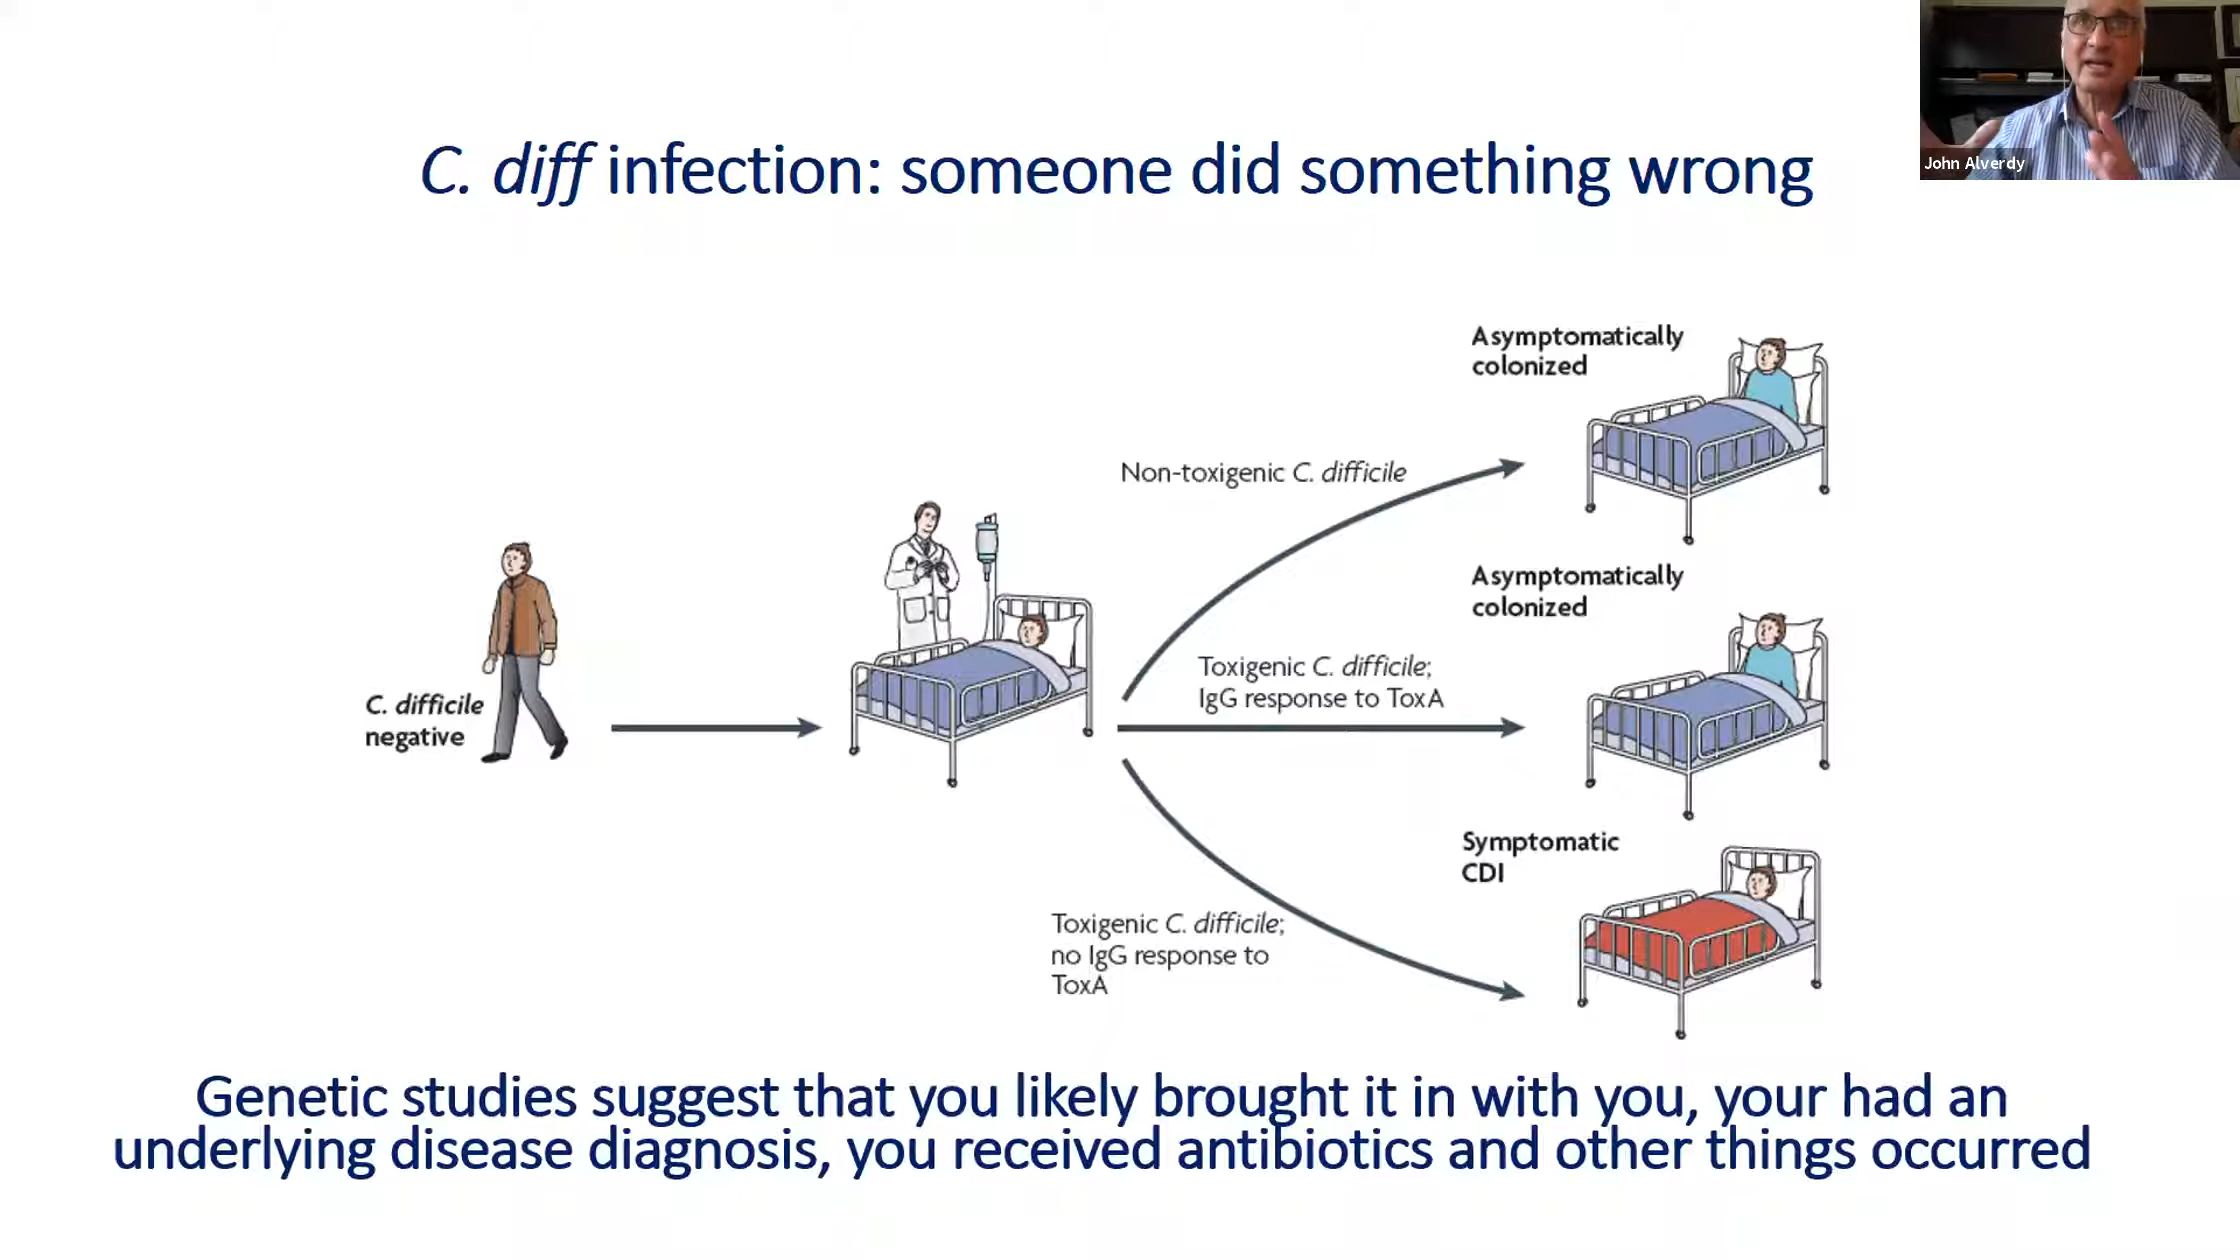 C. diff infection: someone did something wrong
John Alverdy
Asymptomatically
colonized
Non-toxigenic C. difficile
Asymptomatically
colonized
Toxigenic C. difficile;
IgG response to ToxA
C. difficile
negative
Symptomatic
CDI
Toxigenic C. difficile;
no IgG response to
ToxA
Genetic studies suggest that you likely brought it in with you, your had an
underlying disease diagnosis, you received antibiotics and other things occurred